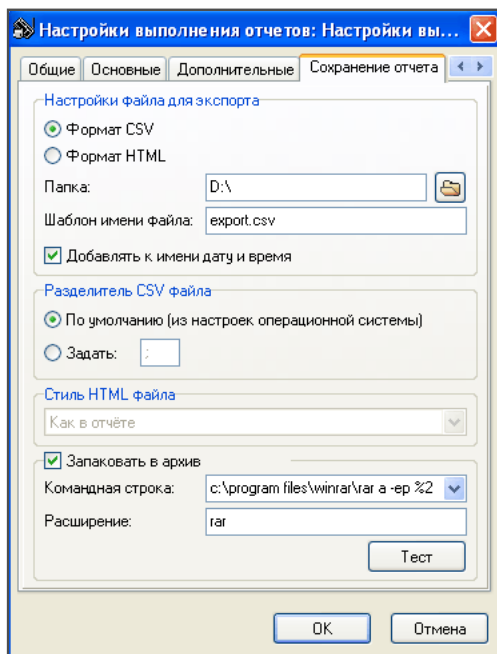 Настройки выполнения отчетов: Настройки вы...
Общие Основные Дополнительные Сохранение отчета
Настройки файла для экспорта
Формат CSV
Формат HTML
Папка: D:\
Шаблон имени файла: export.csv
Добавлять к имени дату и время
Разделитель CSV файла
По умолчанию (из настроек операционной системы)
Задать: ;
Стиль HTML файла
Как в отчёте
Запаковать в архив
Командная строка: c:\program files\winrar\rar a -ep %2
Расширение: rar
Тест
OK Отмена